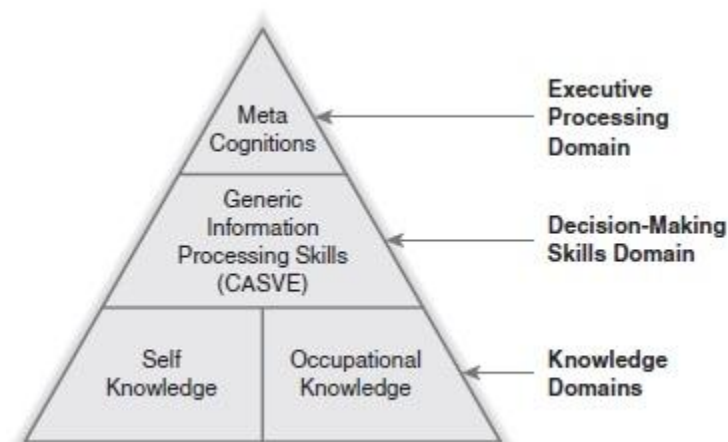 Meta
Cognitions
Executive
Processing
Domain
Generic
Information
Processing Skills
(CASVE)
Decision-Making
Skills Domain
Self
Knowledge
Occupational
Knowledge
Knowledge
Domains